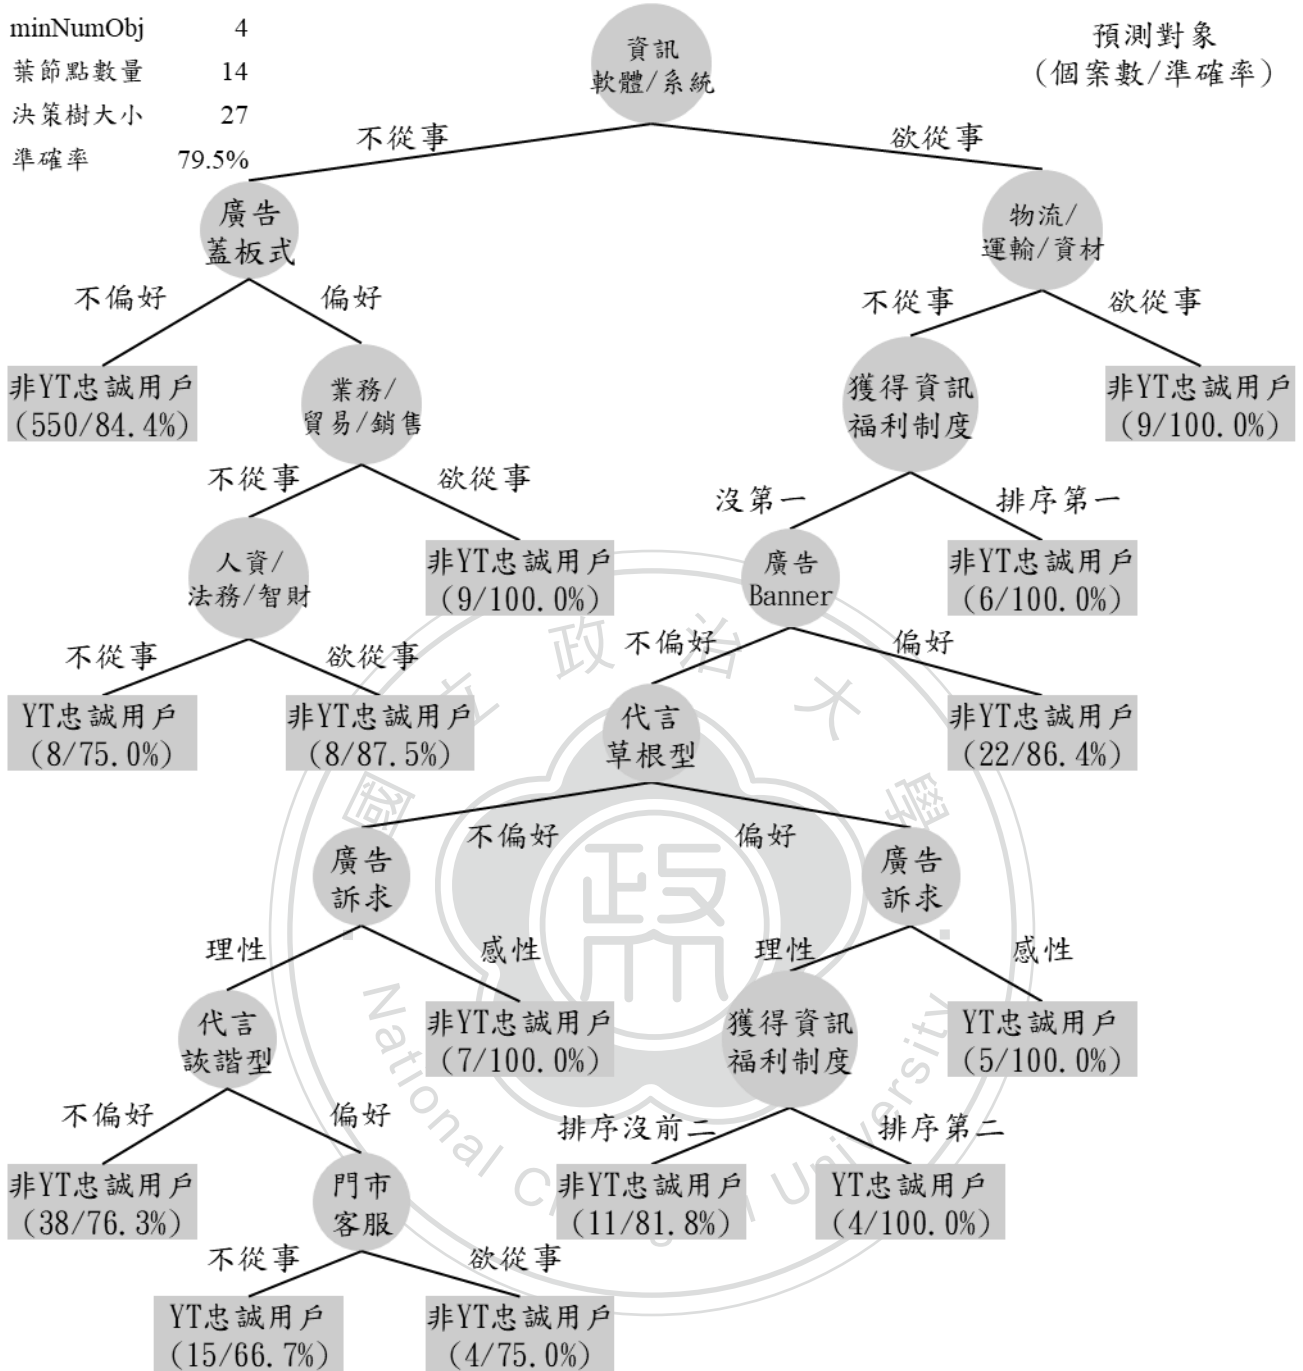 minNumObj 4
葉節點數量 14
決策樹大小 27
準確率 79.5%
預測對象
(個案數/準確率)
資訊
軟體/系統
不從事
欲從事
廣告
蓋板式
物流/
運輸/資材
不偏好
偏好
不從事
欲從事
非YT忠誠用戶
(550/84.4%)
業務/
貿易/銷售
獲得資訊
福利制度
非YT忠誠用戶
(9/100.0%)
不從事
欲從事
沒第一
排序第一
人資/
法務/智財
非YT忠誠用戶
(9/100.0%)
廣告
Banner
非YT忠誠用戶
(6/100.0%)
不從事
欲從事
不偏好
偏好
YT忠誠用戶
(8/75.0%)
非YT忠誠用戶
(8/87.5%)
代言
草根型
非YT忠誠用戶
(22/86.4%)
不偏好
偏好
廣告
訴求
廣告
訴求
理性
感性
理性
感性
代言
詼諧型
非YT忠誠用戶
(7/100.0%)
獲得資訊
福利制度
YT忠誠用戶
(5/100.0%)
不偏好
偏好
排序沒前二
排序第二
非YT忠誠用戶
(38/76.3%)
門市
客服
非YT忠誠用戶
(11/81.8%)
YT忠誠用戶
(4/100.0%)
不從事
欲從事
YT忠誠用戶
(15/66.7%)
非YT忠誠用戶
(4/75.0%)
國立政治大學
政
National C University